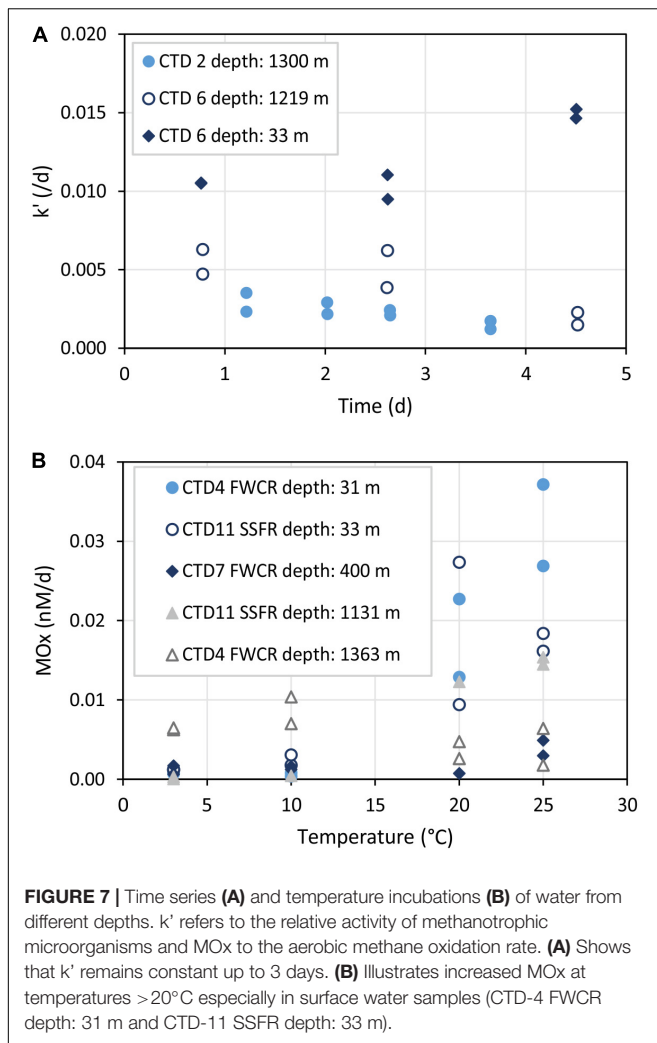 A
0.020
0.015
0.010
0.005
0.000
k' (/d)
CTD 2 depth: 1300 m
CTD 6 depth: 1219 m
CTD 6 depth: 33 m
0 1 2 3 4 5
Time (d)
B
0.04
0.03
0.02
0.01
0.00
MOx (nM/d)
CTD4 FWCR depth: 31 m
CTD11 SSFR depth: 33 m
CTD7 FWCR depth: 400 m
CTD11 SSFR depth: 1131 m
CTD4 FWCR depth: 1363 m
0 5 10 15 20 25 30
Temperature (°C)
FIGURE 7 | Time series (A) and temperature incubations (B) of water from
different depths. k' refers to the relative activity of methanotrophic
microorganisms and MOx to the aerobic methane oxidation rate. (A) Shows
that k' remains constant up to 3 days. (B) Illustrates increased MOx at
temperatures >20°C especially in surface water samples (CTD-4 FWCR
depth: 31 m and CTD-11 SSFR depth: 33 m).